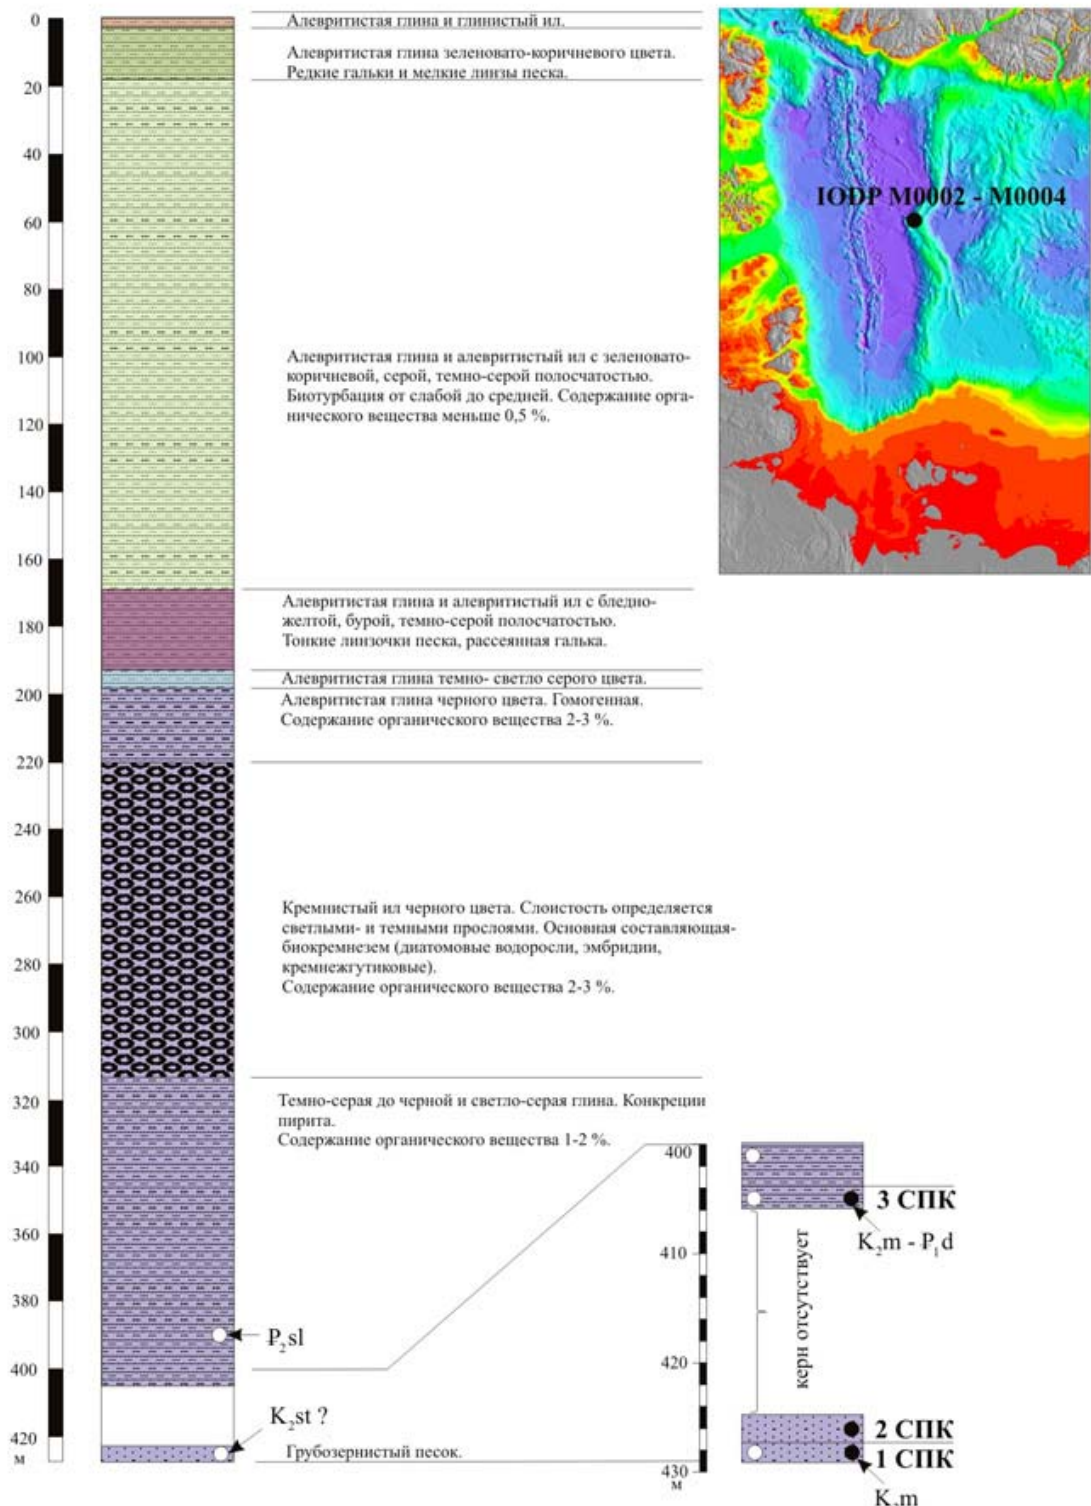 0
20
40
60
80
100
120
140
160
180
200
220
240
260
280
300
320
340
360
380
400
420
м
Алевритистая глина и глинистый ил.
Алевритистая глина зеленовато-коричневого цвета.
Редкие гальки и мелкие линзы песка.
Алевритистая глина и алевритистый ил с зеленовато-
коричневой, серой, темно-серой полосчатостью.
Биотурбация от слабой до средней. Содержание орга-
нического вещества меньше 0,5 %.
Алевритистая глина и алевритистый ил с бледно-
желтой, бурой, темно-серой полосчатостью.
Тонкие линзочки песка, рассеянная галька.
Алевритистая глина темно- светло серого цвета.
Алевритистая глина черного цвета. Гомогенная.
Содержание органического вещества 2-3 %.
Кремнистый ил черного цвета. Слоистость определяется
светлыми- и темными прослоями. Основная составляющая-
биокремнезем (диатомовые водоросли, эмбридии,
кремнежгутиковые).
Содержание органического вещества 2-3 %.
Темно-серая до черной и светло-серая глина. Конкреции
пирита.
Содержание органического вещества 1-2 %.
P₂sl
K₂st ?
Грубозернистый песок.
IODP M0002 - M0004
400
410
420
430
м
керн отсутствует
3 СПК
K₂m - P₁d
2 СПК
1 СПК
K₂m